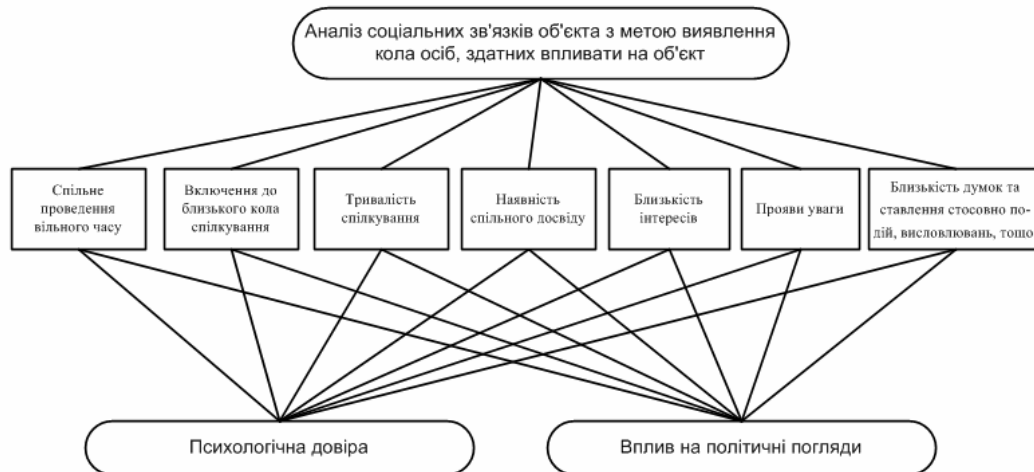 Аналіз соціальних зв'язків об'єкта з метою виявлення
кола осіб, здатних впливати на об'єкт
Спільне
проведення
вільного часу
Включення до
близького кола
спілкування
Тривалість
спілкування
Наявність
спільного досвіду
Близькість
інтересів
Прояви уваги
Близькість думок та
ставлення стосовно по-
дій, висловлювань, тощо
Психологічна довіра
Вплив на політичні погляди